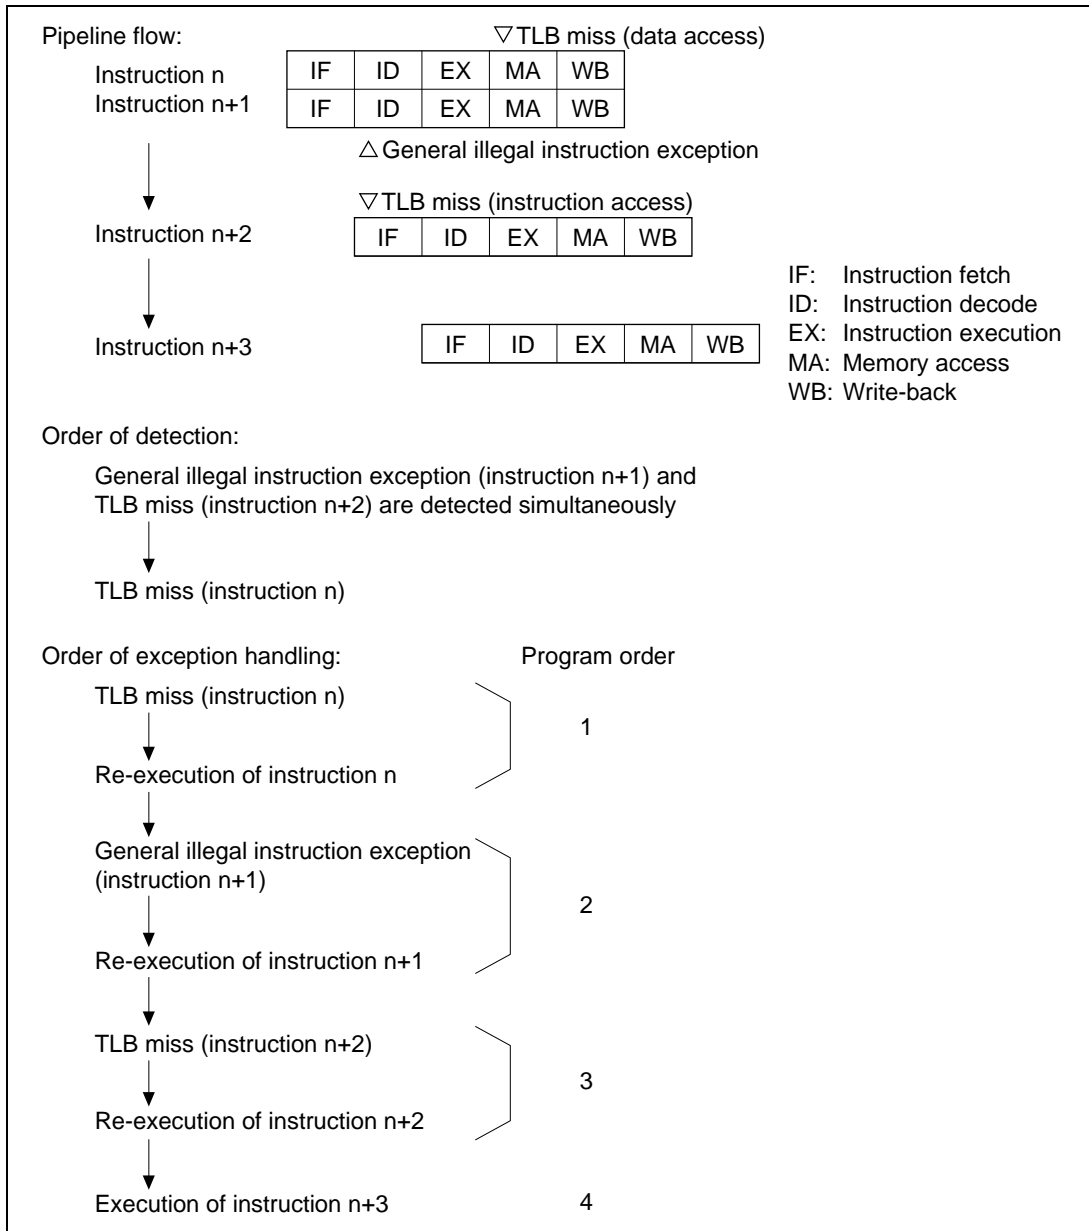 Pipeline flow:
▽TLB miss (data access)
Instruction n
IF ID EX MA WB
Instruction n+1
IF ID EX MA WB
△General illegal instruction exception
▽TLB miss (instruction access)
Instruction n+2
IF ID EX MA WB
Instruction n+3
IF ID EX MA WB
IF: Instruction fetch
ID: Instruction decode
EX: Instruction execution
MA: Memory access
WB: Write-back
Order of detection:
General illegal instruction exception (instruction n+1) and
TLB miss (instruction n+2) are detected simultaneously
TLB miss (instruction n)
Order of exception handling:
Program order
TLB miss (instruction n)
1
Re-execution of instruction n
General illegal instruction exception
(instruction n+1)
2
Re-execution of instruction n+1
TLB miss (instruction n+2)
3
Re-execution of instruction n+2
Execution of instruction n+3
4